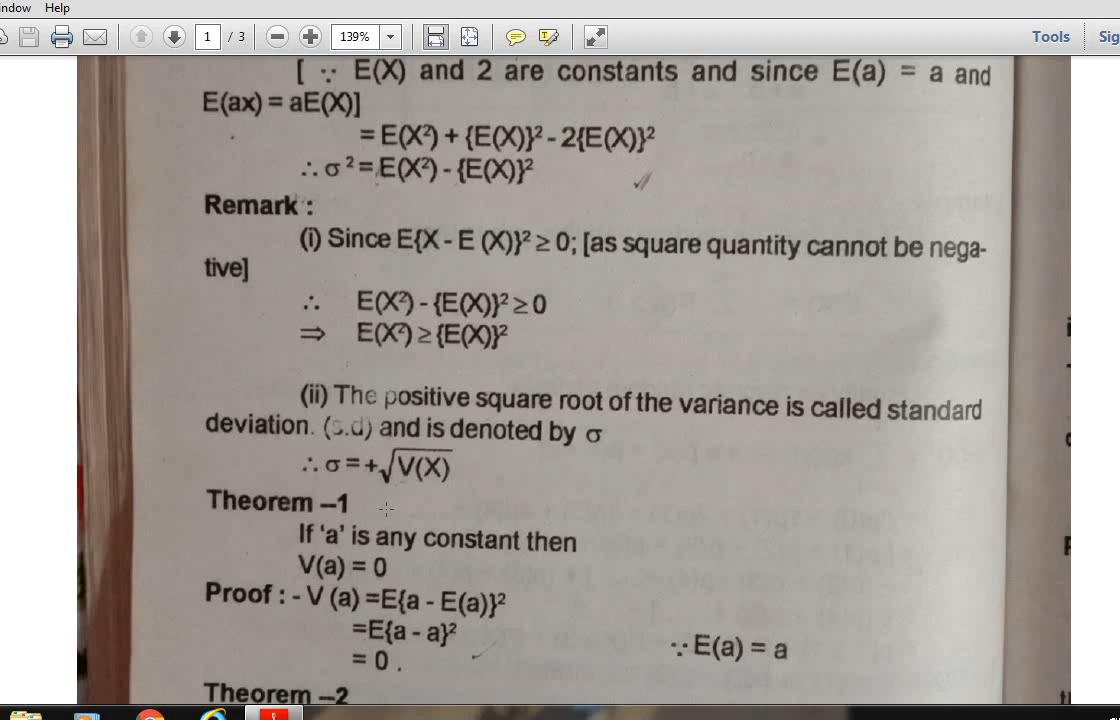 indow Help
1 / 3 139% Tools Sig
[ ∵ E(X) and 2 are constants and since E(a) = a and
E(ax) = aE(X)]
= E(X²) + {E(X)}² - 2{E(X)}²
∴ σ² = E(X²) - {E(X)}²
Remark :
(i) Since E{X - E (X)}² ≥ 0; [as square quantity cannot be nega-
tive]
∴ E(X²) - {E(X)}² ≥ 0
⇒ E(X²) ≥ {E(X)}²
(ii) The positive square root of the variance is called standard
deviation. (s.d) and is denoted by σ
∴ σ = +√V(X)
Theorem –1
If ‘a’ is any constant then
V(a) = 0
Proof : - V (a) =E{a - E(a)}²
=E{a - a}² ∵ E(a) = a
= 0 .
Theorem –2